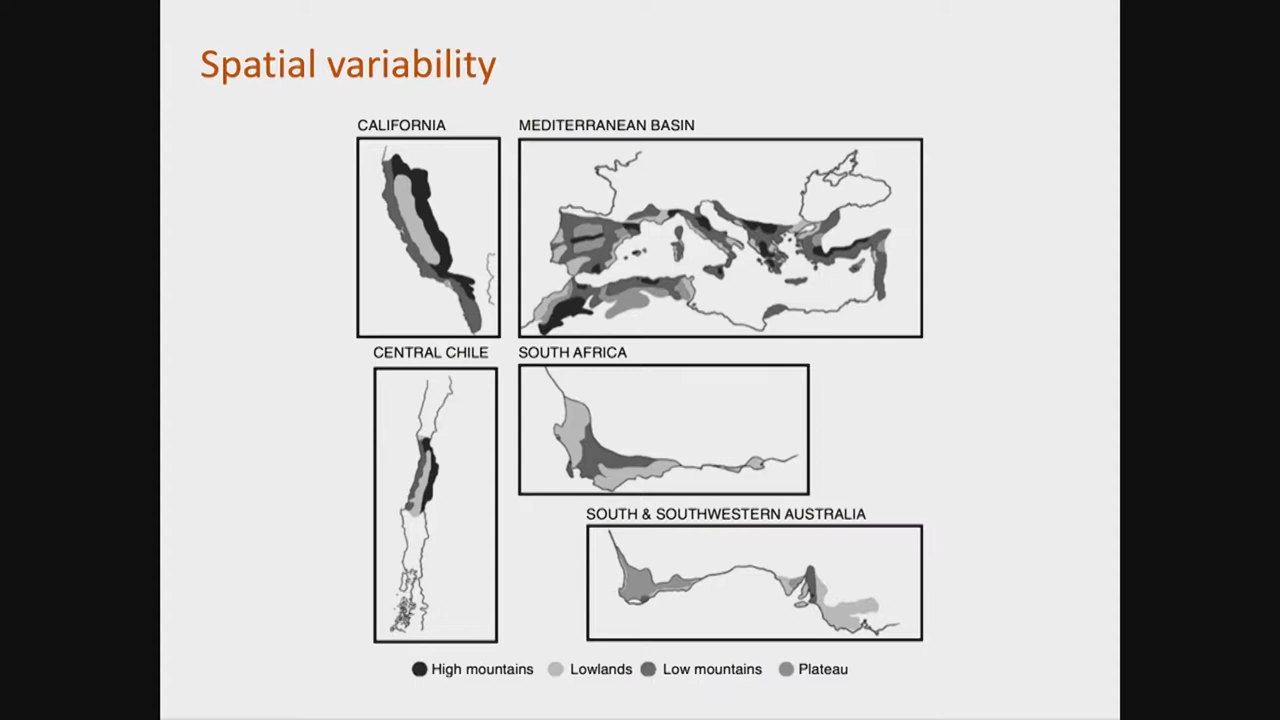 Spatial variability
CALIFORNIA
MEDITERRANEAN BASIN
CENTRAL CHILE
SOUTH AFRICA
SOUTH & SOUTHWESTERN AUSTRALIA
High mountains
Lowlands
Low mountains
Plateau